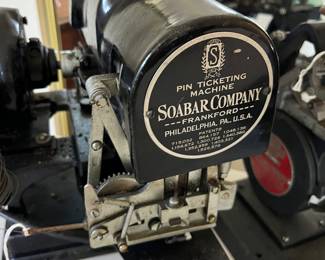 S
PIN TICKETING
MACHINE
SOABAR COMPANY
FRANKFORD
PHILADELPHIA, PA., U.S.A.
PATENTS